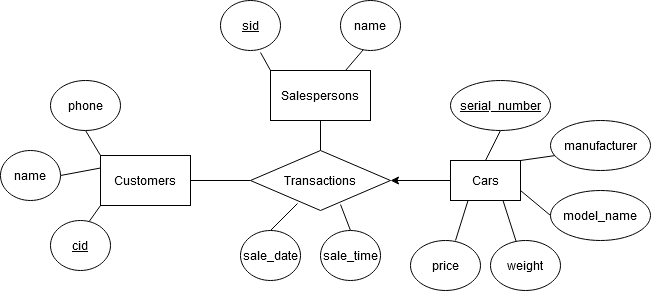 sid
name
Salespersons
phone
serial_number
manufacturer
name
Customers
Transactions
Cars
model_name
cid
sale_date
sale_time
price
weight